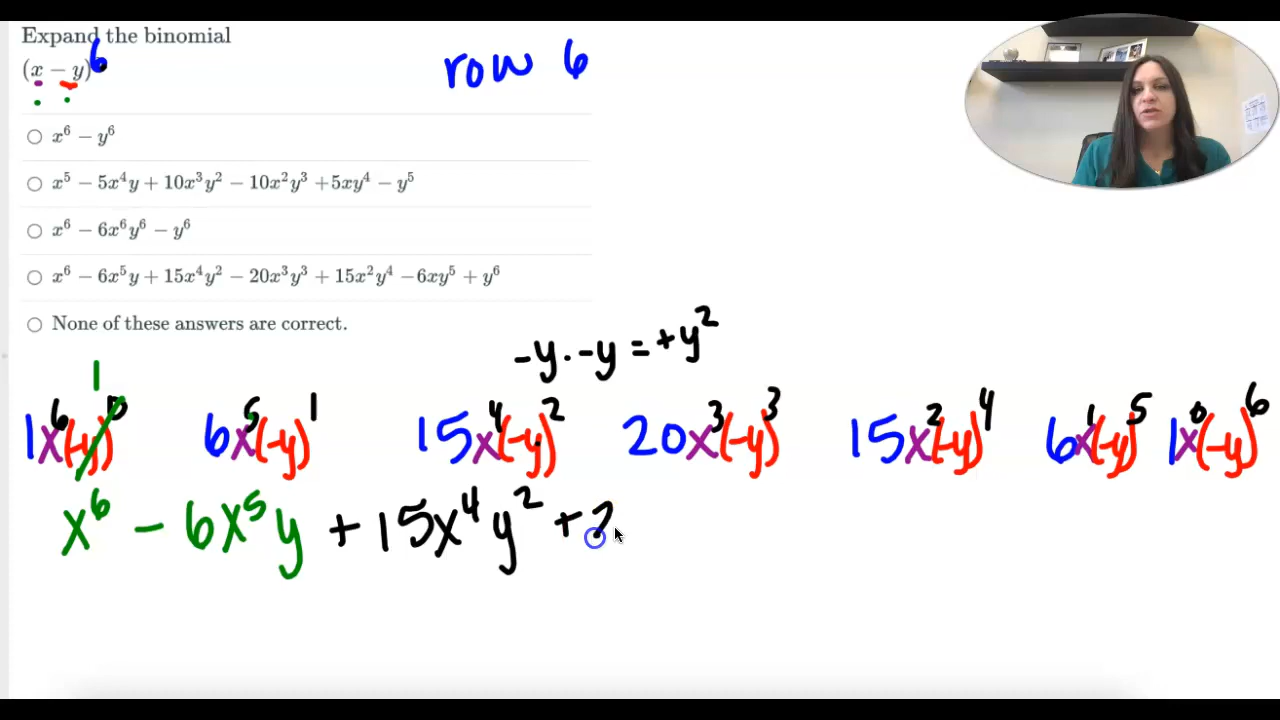 Expand the binomial
(x − y)⁶
row 6
x⁶ − y⁶
x⁵ − 5x⁴y + 10x³y² − 10x²y³ +5xy⁴ − y⁵
x⁶ − 6x⁶y⁶ − y⁶
x⁶ − 6x⁵y + 15x⁴y² − 20x³y³ + 15x²y⁴ − 6xy⁵ + y⁶
None of these answers are correct.
-y · -y = +y²
1
1x⁶(-y)⁰ 6x⁵(-y)¹ 15x⁴(-y)² 20x³(-y)³ 15x²(-y)⁴ 6x¹(-y)⁵ 1x⁰(-y)⁶
x⁶ − 6x⁵y + 15x⁴y² + 2